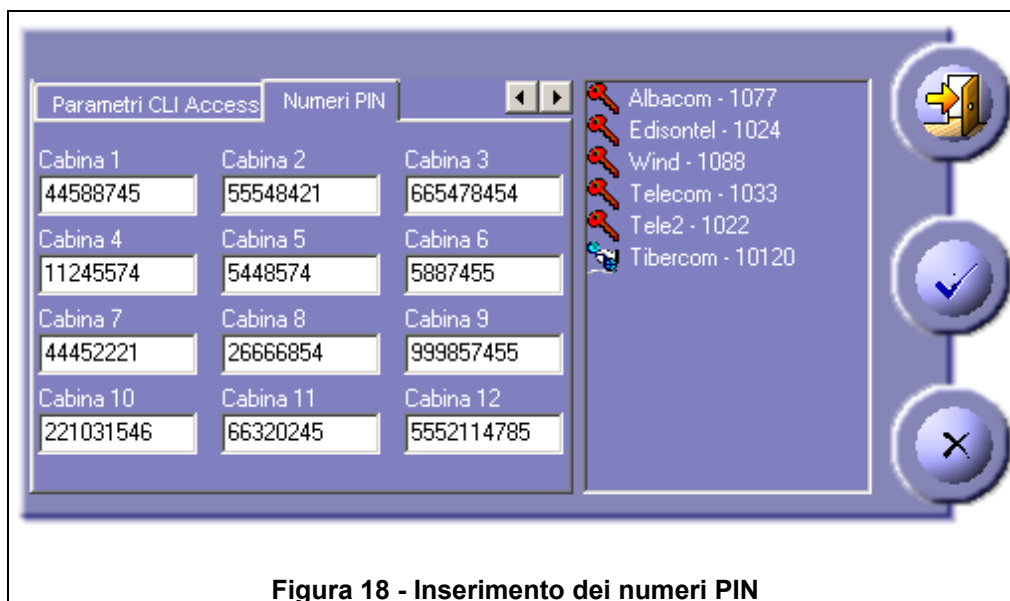 Parametri CLI Access
Numeri PIN
Cabina 1
Cabina 2
Cabina 3
44588745
55548421
665478454
Cabina 4
Cabina 5
Cabina 6
11245574
5448574
5887455
Cabina 7
Cabina 8
Cabina 9
44452221
26666854
999857455
Cabina 10
Cabina 11
Cabina 12
221031546
66320245
5552114785
Albacom - 1077
Edisontel - 1024
Wind - 1088
Telecom - 1033
Tele2 - 1022
Tibercom - 10120
Figura 18 - Inserimento dei numeri PIN